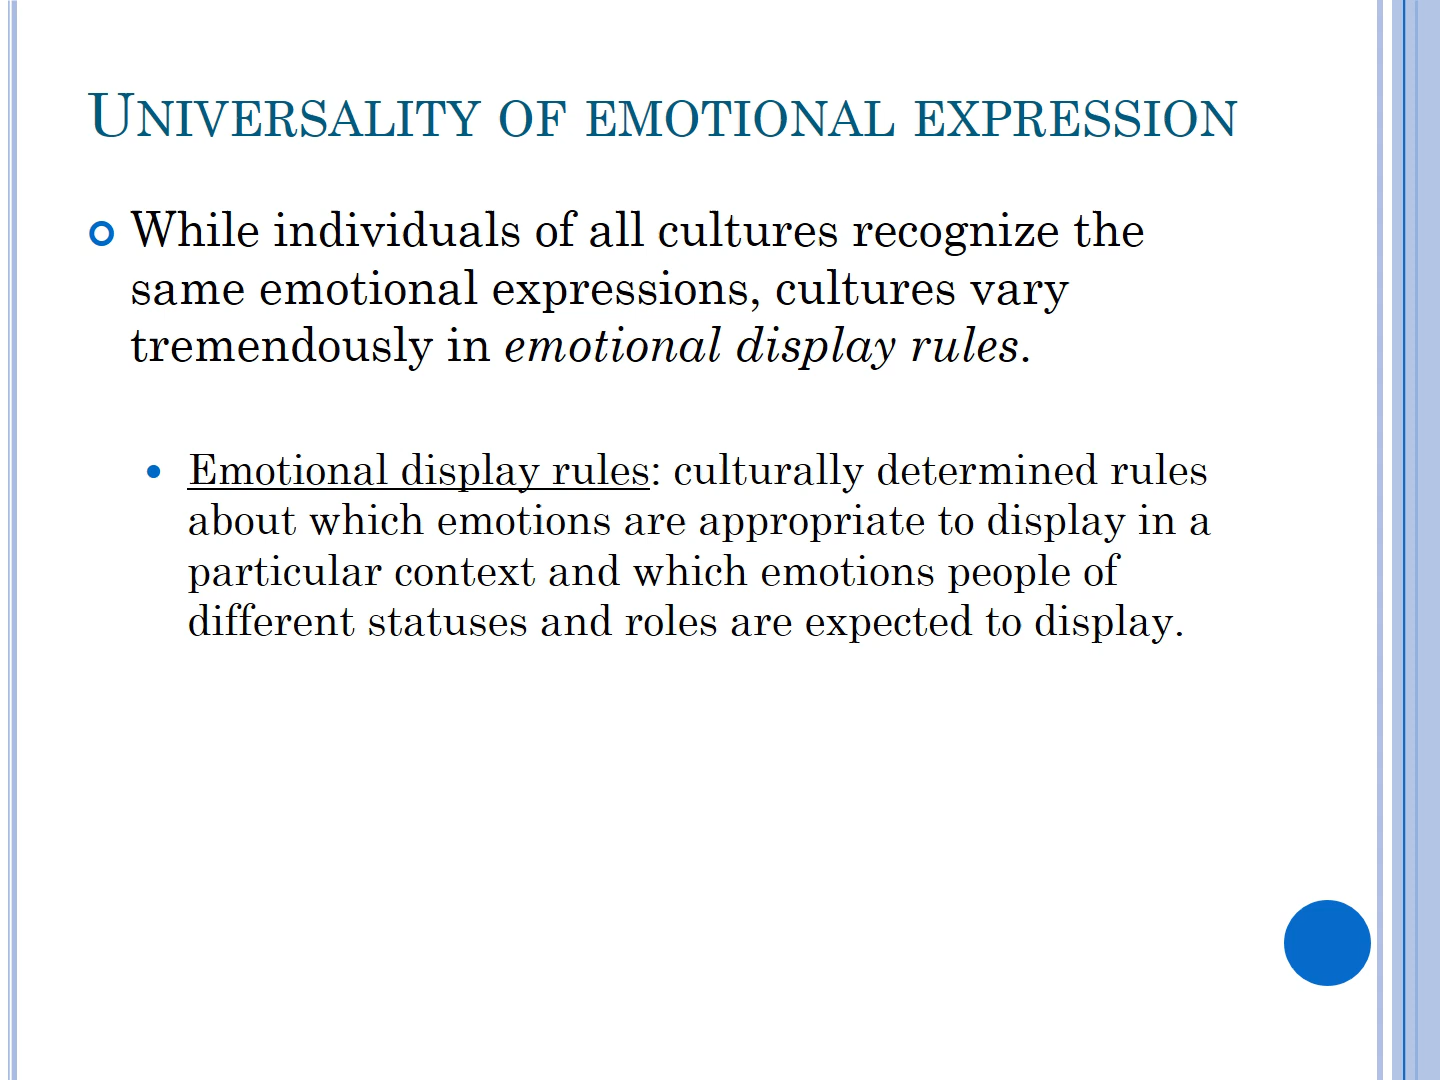 UNIVERSALITY OF EMOTIONAL EXPRESSION
While individuals of all cultures recognize the
same emotional expressions, cultures vary
tremendously in emotional display rules.
Emotional display rules: culturally determined rules
about which emotions are appropriate to display in a
particular context and which emotions people of
different statuses and roles are expected to display.